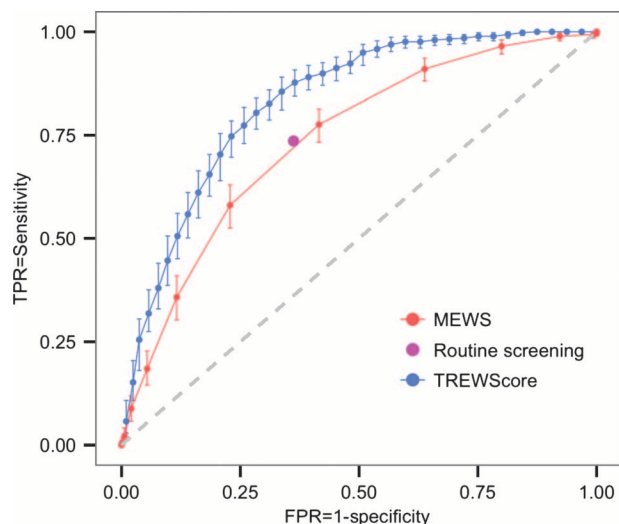 1.00
0.75
0.50
0.25
0.00
TPR=Sensitivity
MEWS
Routine screening
TREWScore
0.00 0.25 0.50 0.75 1.00
FPR=1-specificity